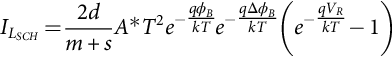 I_{L_{SCH}} = \frac{2d}{m+s} A^* T^2 e^{-\frac{q\phi_B}{kT}} e^{-\frac{q\Delta\phi_B}{kT}} \left( e^{-\frac{qV_R}{kT}} - 1 \right)